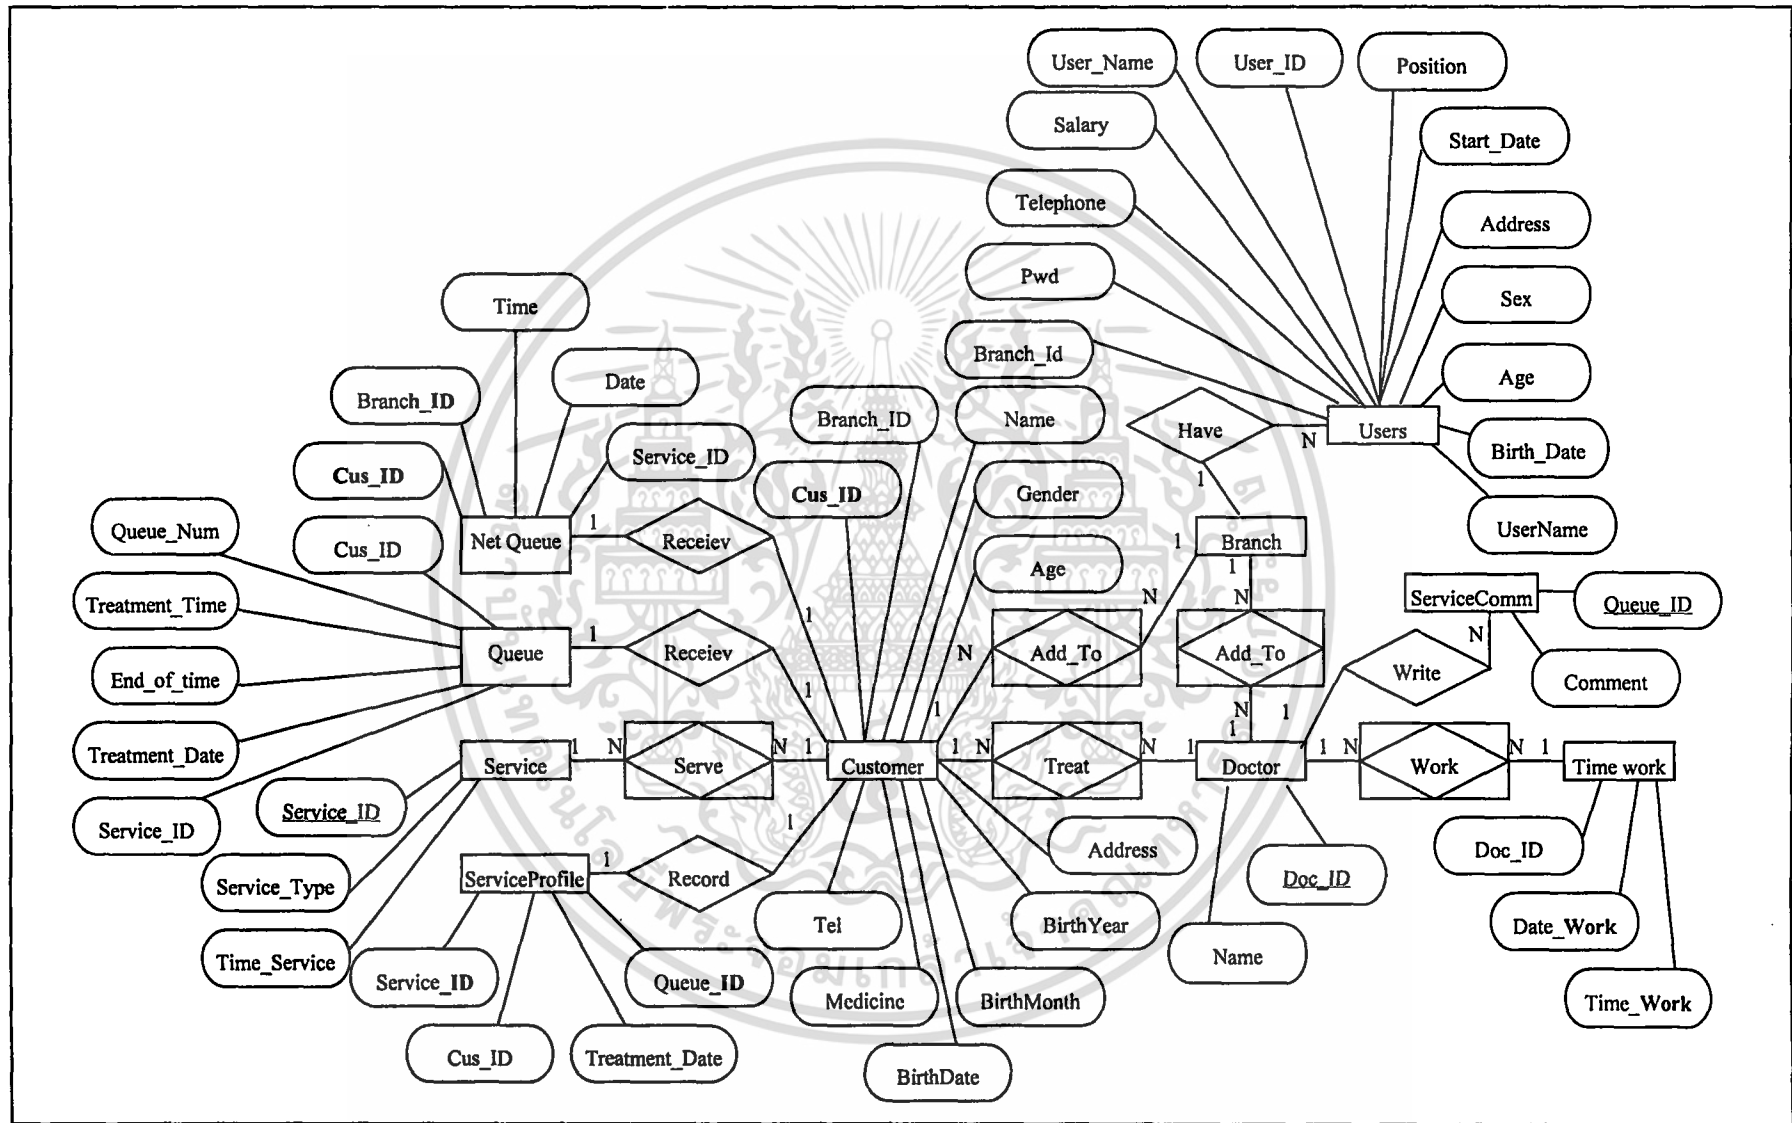 User_Name
User_ID
Position
Salary
Start_Date
Telephone
Address
Pwd
Sex
Time
Branch_Id
Age
Date
Branch_ID
Branch_ID
Name
Have
N
Users
Birth_Date
Service_ID
Cus_ID
Cus_ID
Gender
1
UserName
Queue_Num
Cus_ID
Net Queue
1
Receiev
Age
1
Branch
1
ServiceComm
Queue_ID
Treatment_Time
N
N
1
N
Queue
1
Receiev
N
Add_To
Add_To
Write
End_of_time
Comment
1
1
N
1
1
Treatment_Date
1
N
N
1
1
N
N
1
1
N
N
1
Service
Serve
Customer
Treat
Doctor
Work
Time work
Service_ID
Service_ID
1
Address
Doc_ID
ServiceProfile
1
Record
Doc_ID
Service_Type
Tel
BirthYear
Date_Work
Time_Service
Name
Service_ID
Queue_ID
Medicine
BirthMonth
Time_Work
Cus_ID
Treatment_Date
BirthDate